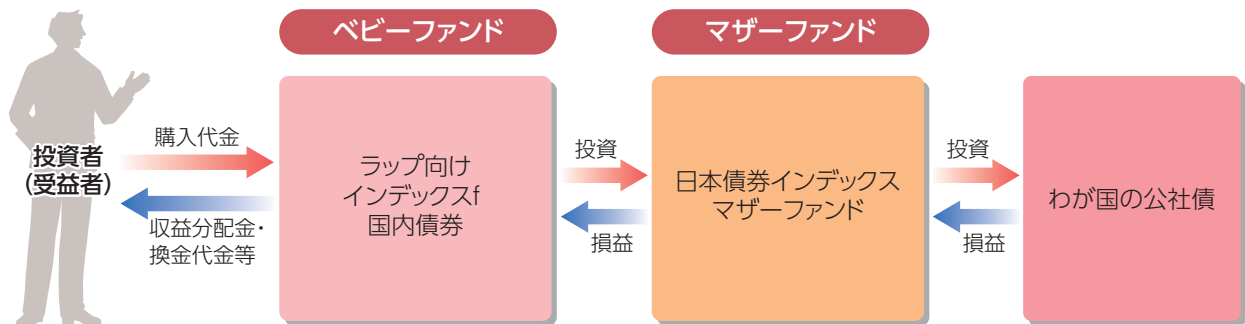 ベビーファンド
マザーファンド
投資者
(受益者)
購入代金
収益分配金・
換金代金等
ラップ向け
インデックスf
国内債券
投資
損益
日本債券インデックス
マザーファンド
投資
損益
わが国の公社債